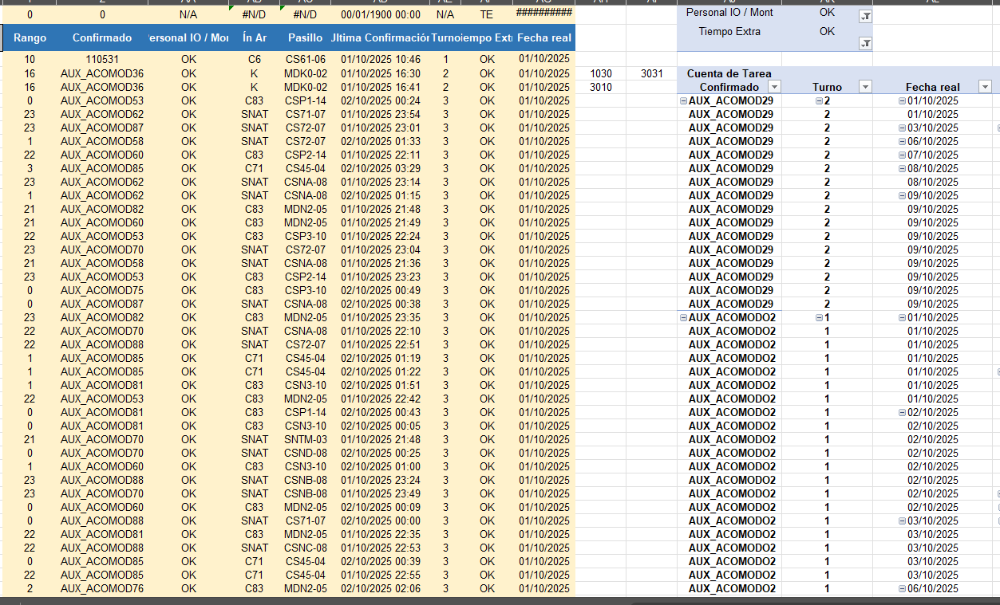 0 0 N/A #N/D #N/D 00/01/1900 00:00 N/A TE ########## Personal IO / Mont OK
Tiempo Extra OK
Rango Confirmado Personal IO / Mon Ín Ar Pasillo Última Confirmación Turno Tiempo Extra Fecha real
10 110531 OK C6 CS61-06 01/10/2025 10:46 1 OK 01/10/2025
16 AUX_ACOMOD36 OK K MDK0-02 01/10/2025 16:30 2 OK 01/10/2025 1030 3031 Cuenta de Tarea
16 AUX_ACOMOD36 OK K MDK0-02 01/10/2025 16:41 2 OK 01/10/2025 3010 Confirmado Turno Fecha real
0 AUX_ACOMOD53 OK C83 CSP1-14 02/10/2025 00:24 3 OK 01/10/2025 AUX_ACOMOD29 2 01/10/2025
23 AUX_ACOMOD62 OK SNAT CS71-07 01/10/2025 23:54 3 OK 01/10/2025 AUX_ACOMOD29 2 01/10/2025
23 AUX_ACOMOD87 OK SNAT CS72-07 01/10/2025 23:01 3 OK 01/10/2025 AUX_ACOMOD29 2 03/10/2025
1 AUX_ACOMOD58 OK SNAT CS72-07 02/10/2025 01:33 3 OK 01/10/2025 AUX_ACOMOD29 2 06/10/2025
22 AUX_ACOMOD60 OK C83 CSP2-14 01/10/2025 22:11 3 OK 01/10/2025 AUX_ACOMOD29 2 07/10/2025
3 AUX_ACOMOD85 OK C71 CS45-04 02/10/2025 03:29 3 OK 01/10/2025 AUX_ACOMOD29 2 08/10/2025
23 AUX_ACOMOD62 OK SNAT CSNA-08 01/10/2025 23:14 3 OK 01/10/2025 AUX_ACOMOD29 2 08/10/2025
1 AUX_ACOMOD62 OK SNAT CSNA-08 02/10/2025 01:15 3 OK 01/10/2025 AUX_ACOMOD29 2 09/10/2025
21 AUX_ACOMOD82 OK C83 MDN2-05 01/10/2025 21:48 3 OK 01/10/2025 AUX_ACOMOD29 2 09/10/2025
21 AUX_ACOMOD60 OK C83 MDN2-05 01/10/2025 21:49 3 OK 01/10/2025 AUX_ACOMOD29 2 09/10/2025
22 AUX_ACOMOD53 OK C83 CSP3-10 01/10/2025 22:24 3 OK 01/10/2025 AUX_ACOMOD29 2 09/10/2025
23 AUX_ACOMOD70 OK SNAT CS72-07 01/10/2025 23:04 3 OK 01/10/2025 AUX_ACOMOD29 2 09/10/2025
21 AUX_ACOMOD58 OK SNAT CSNA-08 01/10/2025 21:36 3 OK 01/10/2025 AUX_ACOMOD29 2 09/10/2025
23 AUX_ACOMOD53 OK C83 CSP2-14 01/10/2025 23:23 3 OK 01/10/2025 AUX_ACOMOD29 2 09/10/2025
0 AUX_ACOMOD75 OK C83 CSP3-10 02/10/2025 00:49 3 OK 01/10/2025 AUX_ACOMOD29 2 09/10/2025
0 AUX_ACOMOD87 OK SNAT CSNA-08 02/10/2025 00:38 3 OK 01/10/2025 AUX_ACOMOD29 2 09/10/2025
23 AUX_ACOMOD82 OK C83 MDN2-05 01/10/2025 23:35 3 OK 01/10/2025 AUX_ACOMODO2 1 01/10/2025
22 AUX_ACOMOD70 OK SNAT CSNA-08 01/10/2025 22:10 3 OK 01/10/2025 AUX_ACOMODO2 1 01/10/2025
22 AUX_ACOMOD88 OK SNAT CS72-07 01/10/2025 22:51 3 OK 01/10/2025 AUX_ACOMODO2 1 01/10/2025
1 AUX_ACOMOD85 OK C71 CS45-04 02/10/2025 01:19 3 OK 01/10/2025 AUX_ACOMODO2 1 01/10/2025
1 AUX_ACOMOD85 OK C71 CS45-04 02/10/2025 01:22 3 OK 01/10/2025 AUX_ACOMODO2 1 01/10/2025
1 AUX_ACOMOD81 OK C83 CSN3-10 02/10/2025 01:51 3 OK 01/10/2025 AUX_ACOMODO2 1 01/10/2025
22 AUX_ACOMOD53 OK C83 MDN2-05 01/10/2025 22:42 3 OK 01/10/2025 AUX_ACOMODO2 1 01/10/2025
0 AUX_ACOMOD81 OK C83 CSP1-14 02/10/2025 00:43 3 OK 01/10/2025 AUX_ACOMODO2 1 02/10/2025
0 AUX_ACOMOD81 OK C83 CSN3-10 02/10/2025 00:05 3 OK 01/10/2025 AUX_ACOMODO2 1 02/10/2025
21 AUX_ACOMOD70 OK SNAT SNTM-03 01/10/2025 21:48 3 OK 01/10/2025 AUX_ACOMODO2 1 02/10/2025
0 AUX_ACOMOD70 OK SNAT CSND-08 02/10/2025 00:25 3 OK 01/10/2025 AUX_ACOMODO2 1 02/10/2025
1 AUX_ACOMOD60 OK C83 CSN3-10 02/10/2025 01:00 3 OK 01/10/2025 AUX_ACOMODO2 1 02/10/2025
23 AUX_ACOMOD88 OK SNAT CSNB-08 01/10/2025 23:24 3 OK 01/10/2025 AUX_ACOMODO2 1 02/10/2025
23 AUX_ACOMOD70 OK SNAT CSNB-08 01/10/2025 23:49 3 OK 01/10/2025 AUX_ACOMODO2 1 02/10/2025
0 AUX_ACOMOD60 OK C83 MDN2-05 02/10/2025 00:09 3 OK 01/10/2025 AUX_ACOMODO2 1 02/10/2025
0 AUX_ACOMOD88 OK SNAT CS71-07 02/10/2025 00:00 3 OK 01/10/2025 AUX_ACOMODO2 1 03/10/2025
22 AUX_ACOMOD81 OK C83 MDN2-05 01/10/2025 22:35 3 OK 01/10/2025 AUX_ACOMODO2 1 03/10/2025
22 AUX_ACOMOD88 OK SNAT CSNC-08 01/10/2025 22:53 3 OK 01/10/2025 AUX_ACOMODO2 1 03/10/2025
0 AUX_ACOMOD85 OK C71 CS45-04 02/10/2025 00:39 3 OK 01/10/2025 AUX_ACOMODO2 1 03/10/2025
22 AUX_ACOMOD85 OK C71 CS45-04 01/10/2025 22:55 3 OK 01/10/2025 AUX_ACOMODO2 1 03/10/2025
2 AUX_ACOMOD76 OK C83 MDN2-05 02/10/2025 02:06 3 OK 01/10/2025 AUX_ACOMODO2 1 06/10/2025